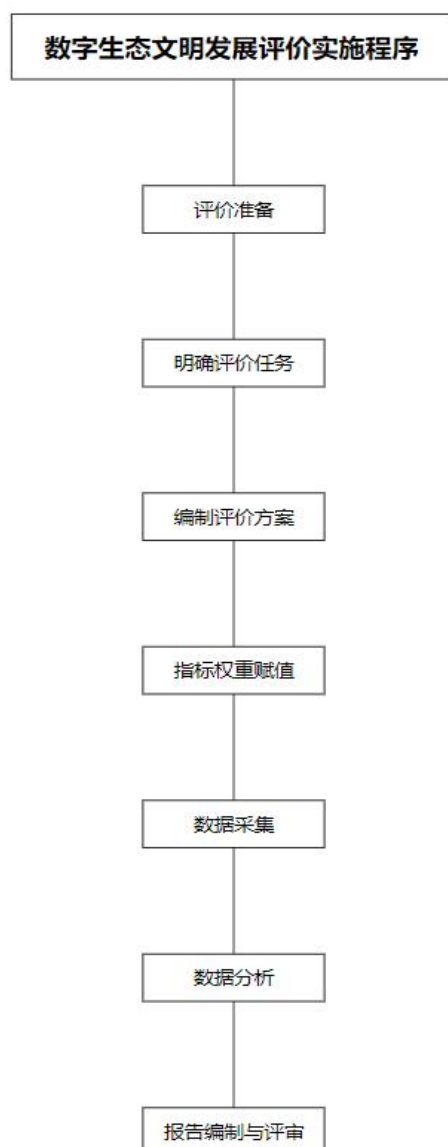 数字生态文明发展评价实施程序
评价准备
明确评价任务
编制评价方案
指标权重赋值
数据采集
数据分析
报告编制与评审